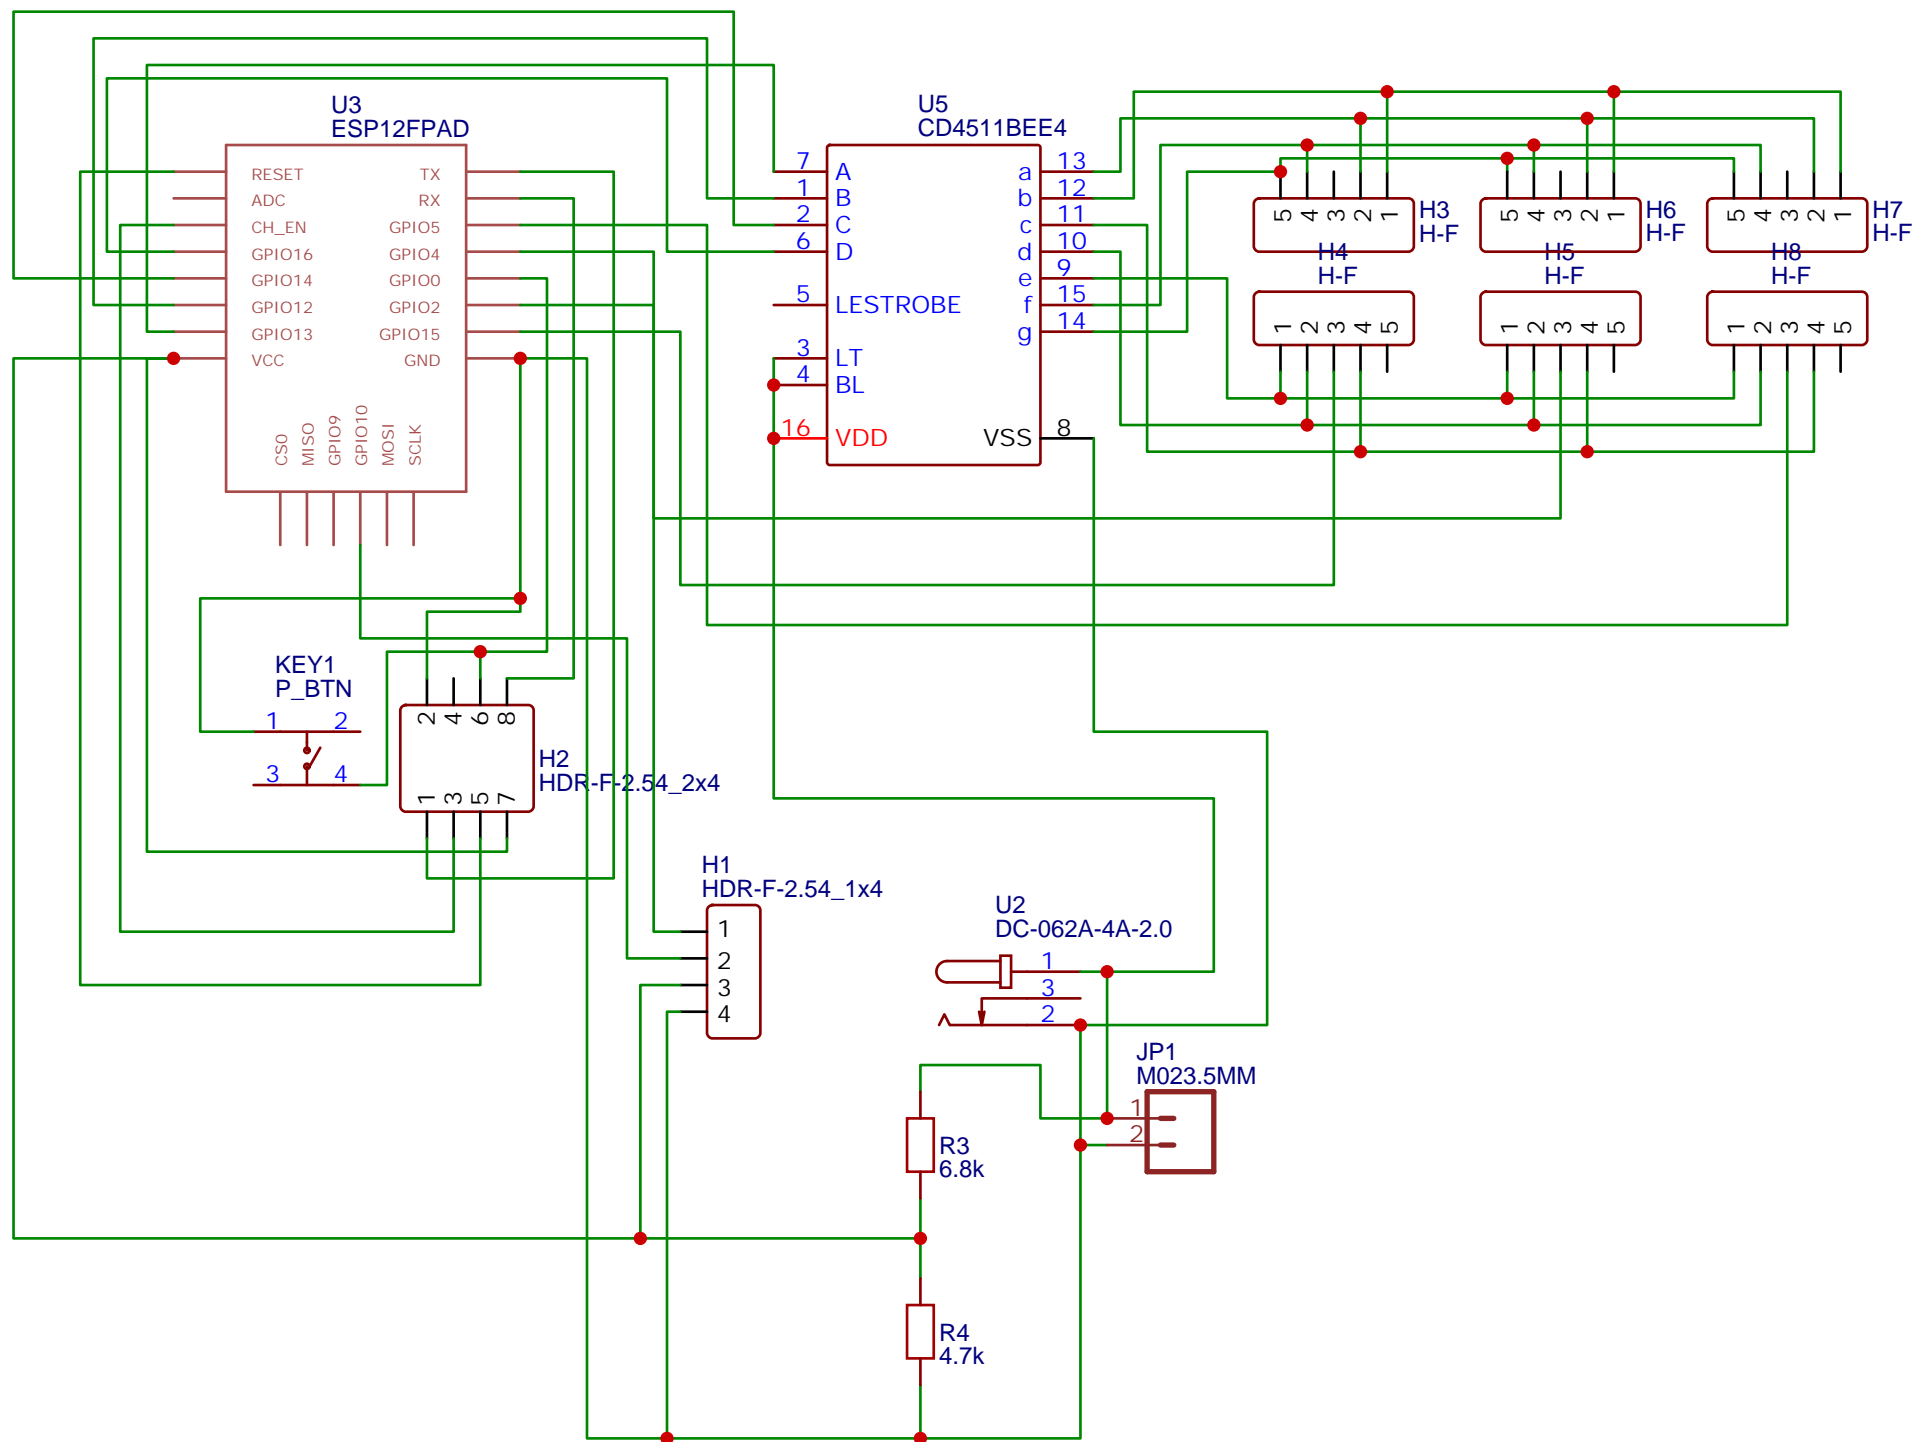 U3
ESP12FPAD
RESET
ADC
CH_EN
GPIO16
GPIO14
GPIO12
GPIO13
VCC
TX
RX
GPIO5
GPIO4
GPIO0
GPIO2
GPIO15
GND
CS0
MISO
GPIO9
GPIO10
MOSI
SCLK
U5
CD4511BEE4
7 A
1 B
2 C
6 D
5 LESTROBE
3 LT
4 BL
16 VDD
a 13
b 12
c 11
d 10
e 9
f 15
g 14
VSS 8
5 4 3 2 1
H3
H-F
5 4 3 2 1
H6
H-F
5 4 3 2 1
H7
H-F
H4
H-F
1 2 3 4 5
H5
H-F
1 2 3 4 5
H8
H-F
1 2 3 4 5
KEY1
P_BTN
1 2
3 4
2 4 6 8
1 3 5 7
H2
HDR-F-2.54_2x4
H1
HDR-F-2.54_1x4
1
2
3
4
U2
DC-062A-4A-2.0
1
3
2
JP1
M023.5MM
1
2
R3
6.8k
R4
4.7k